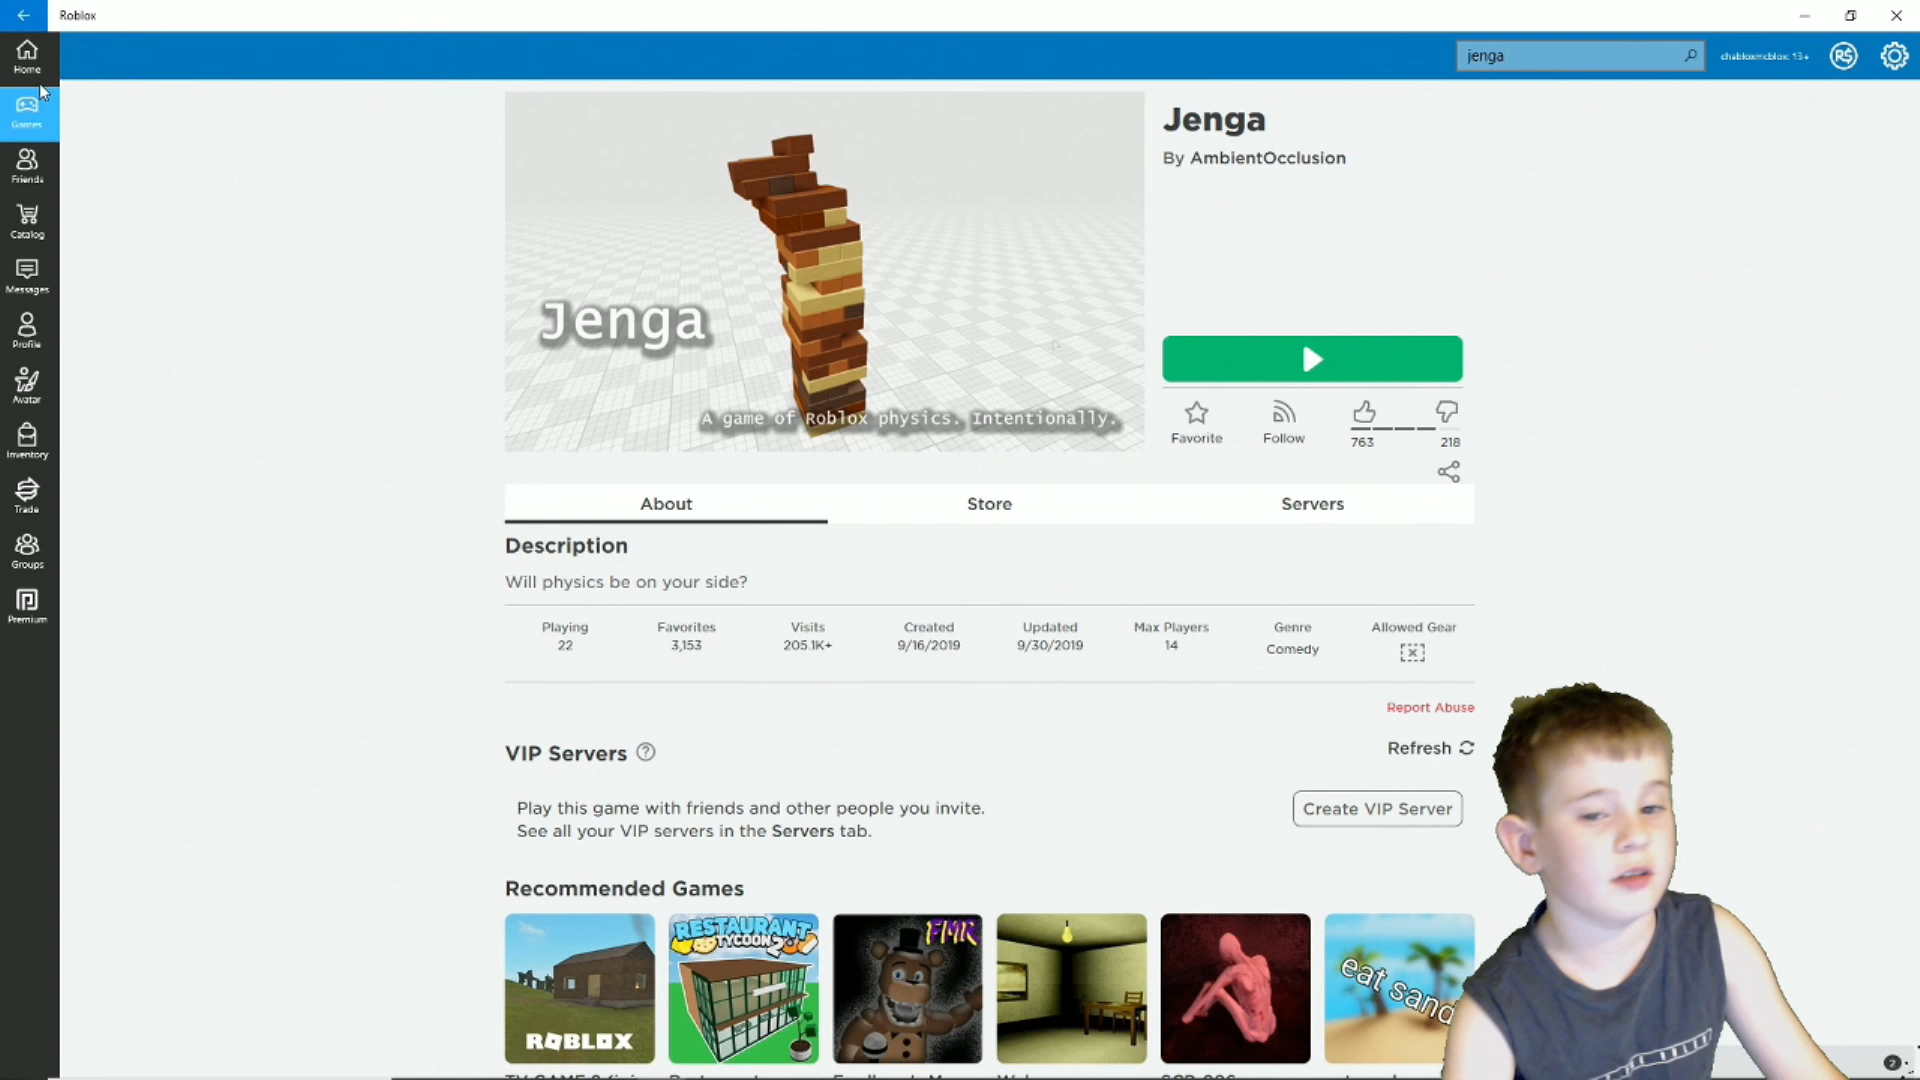 Roblox
Home
jenga
chabloxmcblox: 13+
Games
Friends
Catalog
Messages
Profile
Avatar
Inventory
Trade
Groups
Premium
Jenga
A game of Roblox physics. Intentionally.
Jenga
By AmbientOcclusion
Favorite
Follow
763
218
About
Store
Servers
Description
Will physics be on your side?
Playing
22
Favorites
3,153
Visits
205.1K+
Created
9/16/2019
Updated
9/30/2019
Max Players
14
Genre
Comedy
Allowed Gear
Report Abuse
VIP Servers
Refresh
Play this game with friends and other people you invite.
See all your VIP servers in the Servers tab.
Create VIP Server
Recommended Games
ROBLOX
RESTAURANT
TYCOON 2
FMR
eat sand
2